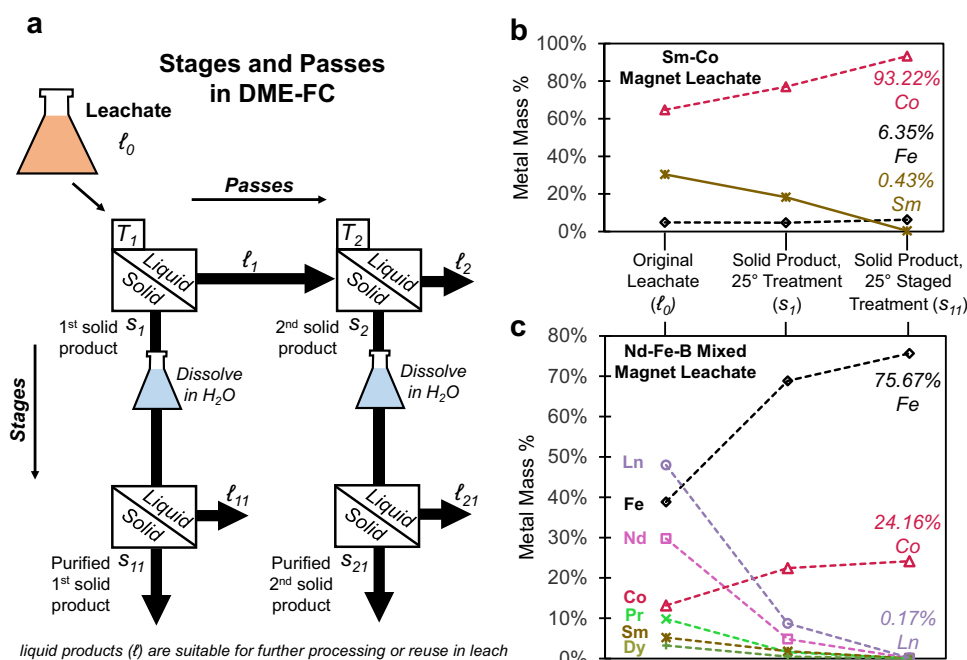 a
Stages and Passes
in DME-FC
Leachate
ℓ0
Passes
T1
Liquid
Solid
ℓ1
T2
Liquid
Solid
ℓ2
s1
1st solid
product
s2
2nd solid
product
Dissolve
in H2O
Dissolve
in H2O
Stages
Liquid
Solid
ℓ11
Liquid
Solid
ℓ21
s11
Purified
1st solid
product
s21
Purified
2nd solid
product
liquid products (ℓ) are suitable for further processing or reuse in leach
b
Metal Mass %
100%
80%
60%
40%
20%
0%
Sm-Co
Magnet Leachate
93.22%
Co
6.35%
Fe
0.43%
Sm
Original
Leachate
(ℓ0)
Solid Product,
25° Treatment
(s1)
Solid Product,
25° Staged
Treatment (s11)
c
Metal Mass %
80%
70%
60%
50%
40%
30%
20%
10%
0%
Nd-Fe-B Mixed
Magnet Leachate
Ln
Fe
Nd
Co
Pr
Sm
Dy
75.67%
Fe
24.16%
Co
0.17%
Ln